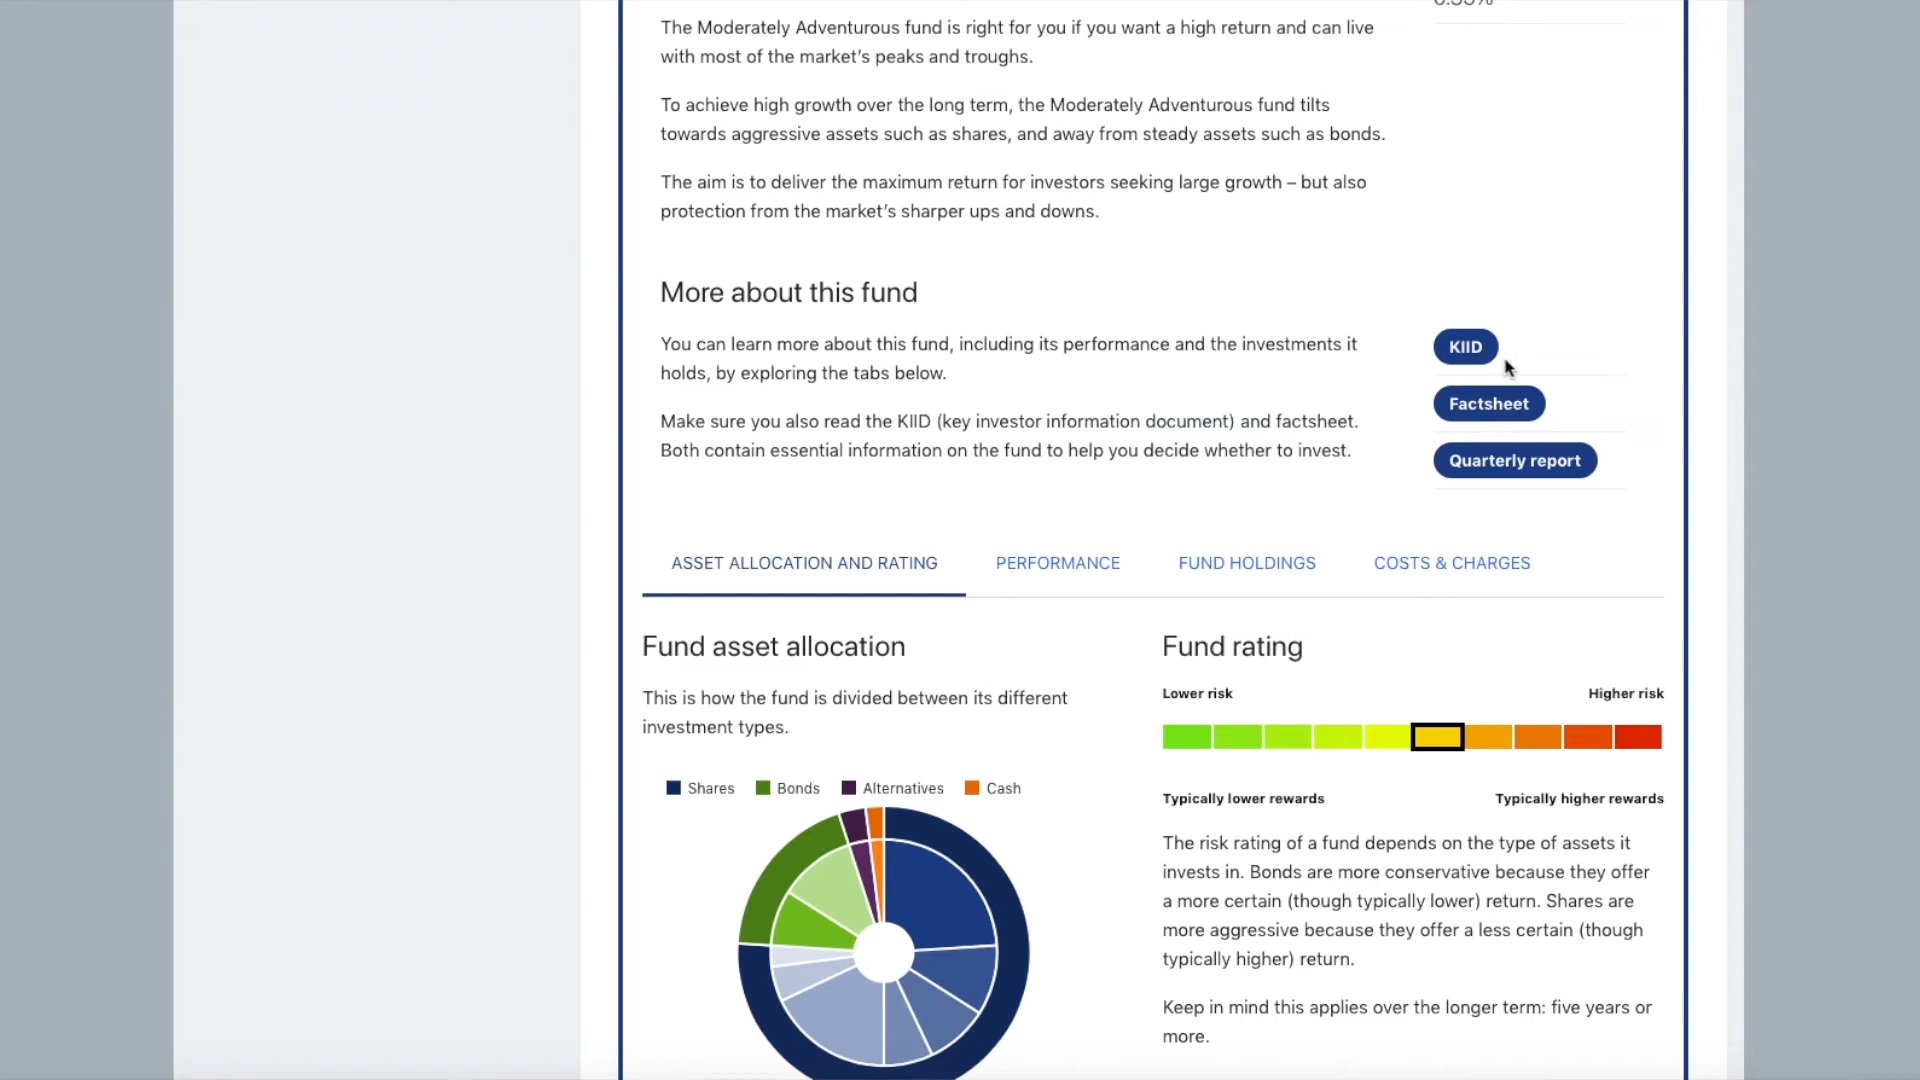 The Moderately Adventurous fund is right for you if you want a high return and can live
with most of the market’s peaks and troughs.
To achieve high growth over the long term, the Moderately Adventurous fund tilts
towards aggressive assets such as shares, and away from steady assets such as bonds.
The aim is to deliver the maximum return for investors seeking large growth – but also
protection from the market’s sharper ups and downs.
More about this fund
You can learn more about this fund, including its performance and the investments it
holds, by exploring the tabs below.
Make sure you also read the KIID (key investor information document) and factsheet.
Both contain essential information on the fund to help you decide whether to invest.
KIID
Factsheet
Quarterly report
ASSET ALLOCATION AND RATING
PERFORMANCE
FUND HOLDINGS
COSTS & CHARGES
Fund asset allocation
This is how the fund is divided between its different
investment types.
Shares
Bonds
Alternatives
Cash
Fund rating
Lower risk
Higher risk
Typically lower rewards
Typically higher rewards
The risk rating of a fund depends on the type of assets it
invests in. Bonds are more conservative because they offer
a more certain (though typically lower) return. Shares are
more aggressive because they offer a less certain (though
typically higher) return.
Keep in mind this applies over the longer term: five years or
more.